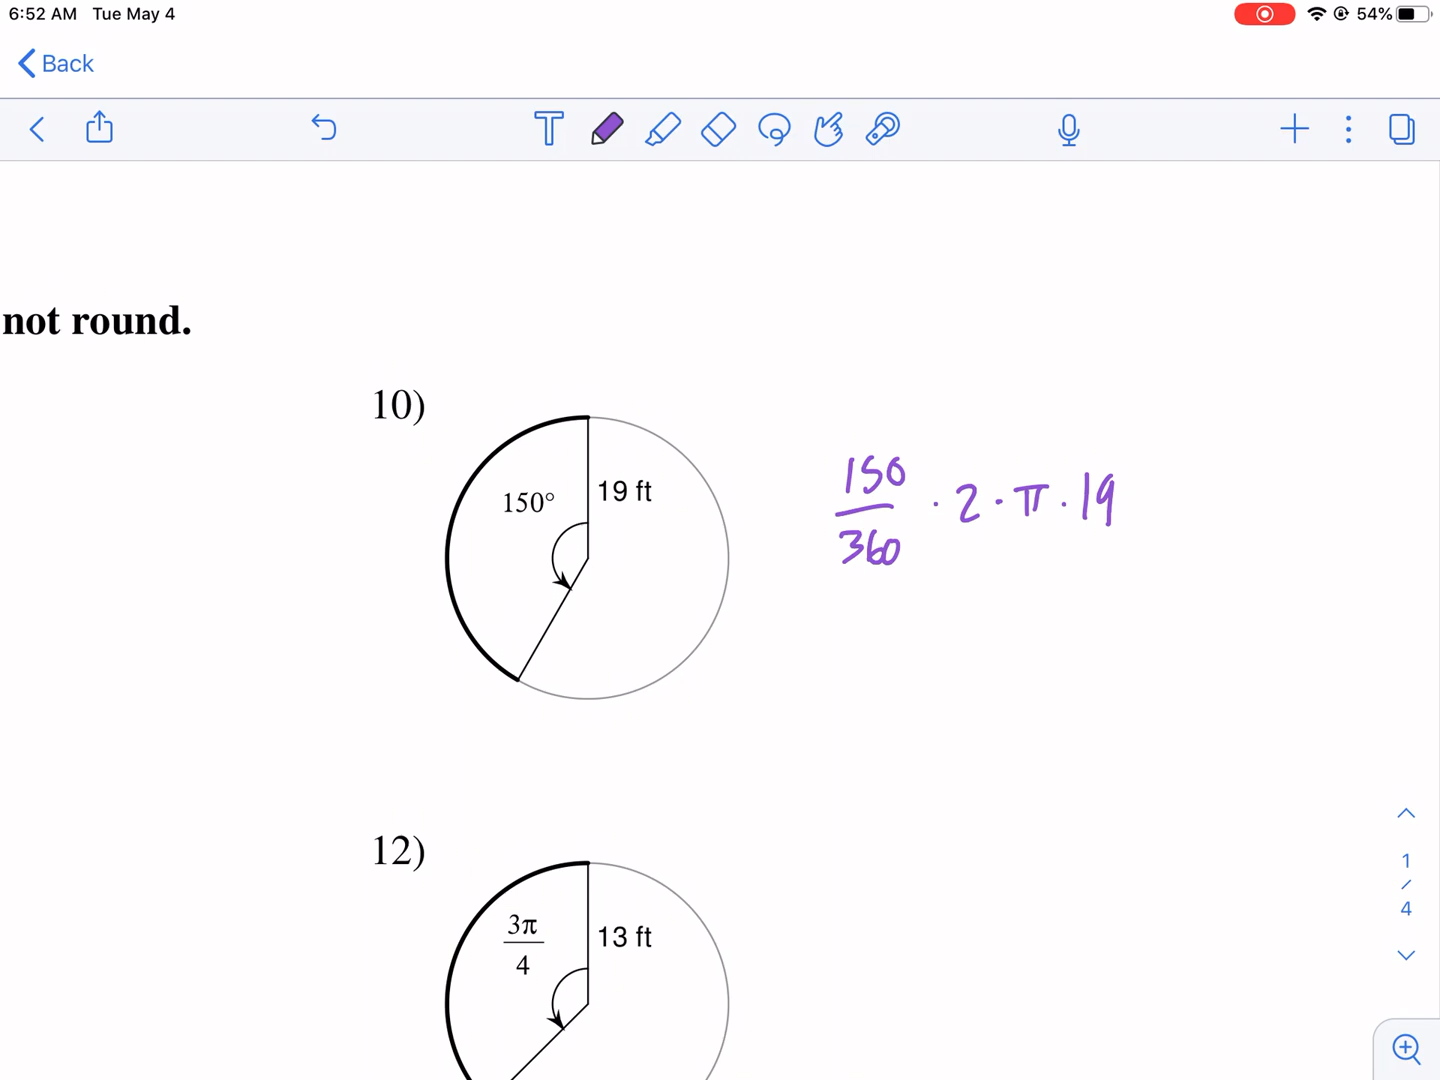 6:52 AM Tue May 4
54%
Back
not round.
10)
150°
19 ft
150/360 · 2 · π · 19
12)
3π/4
13 ft
1
/
4